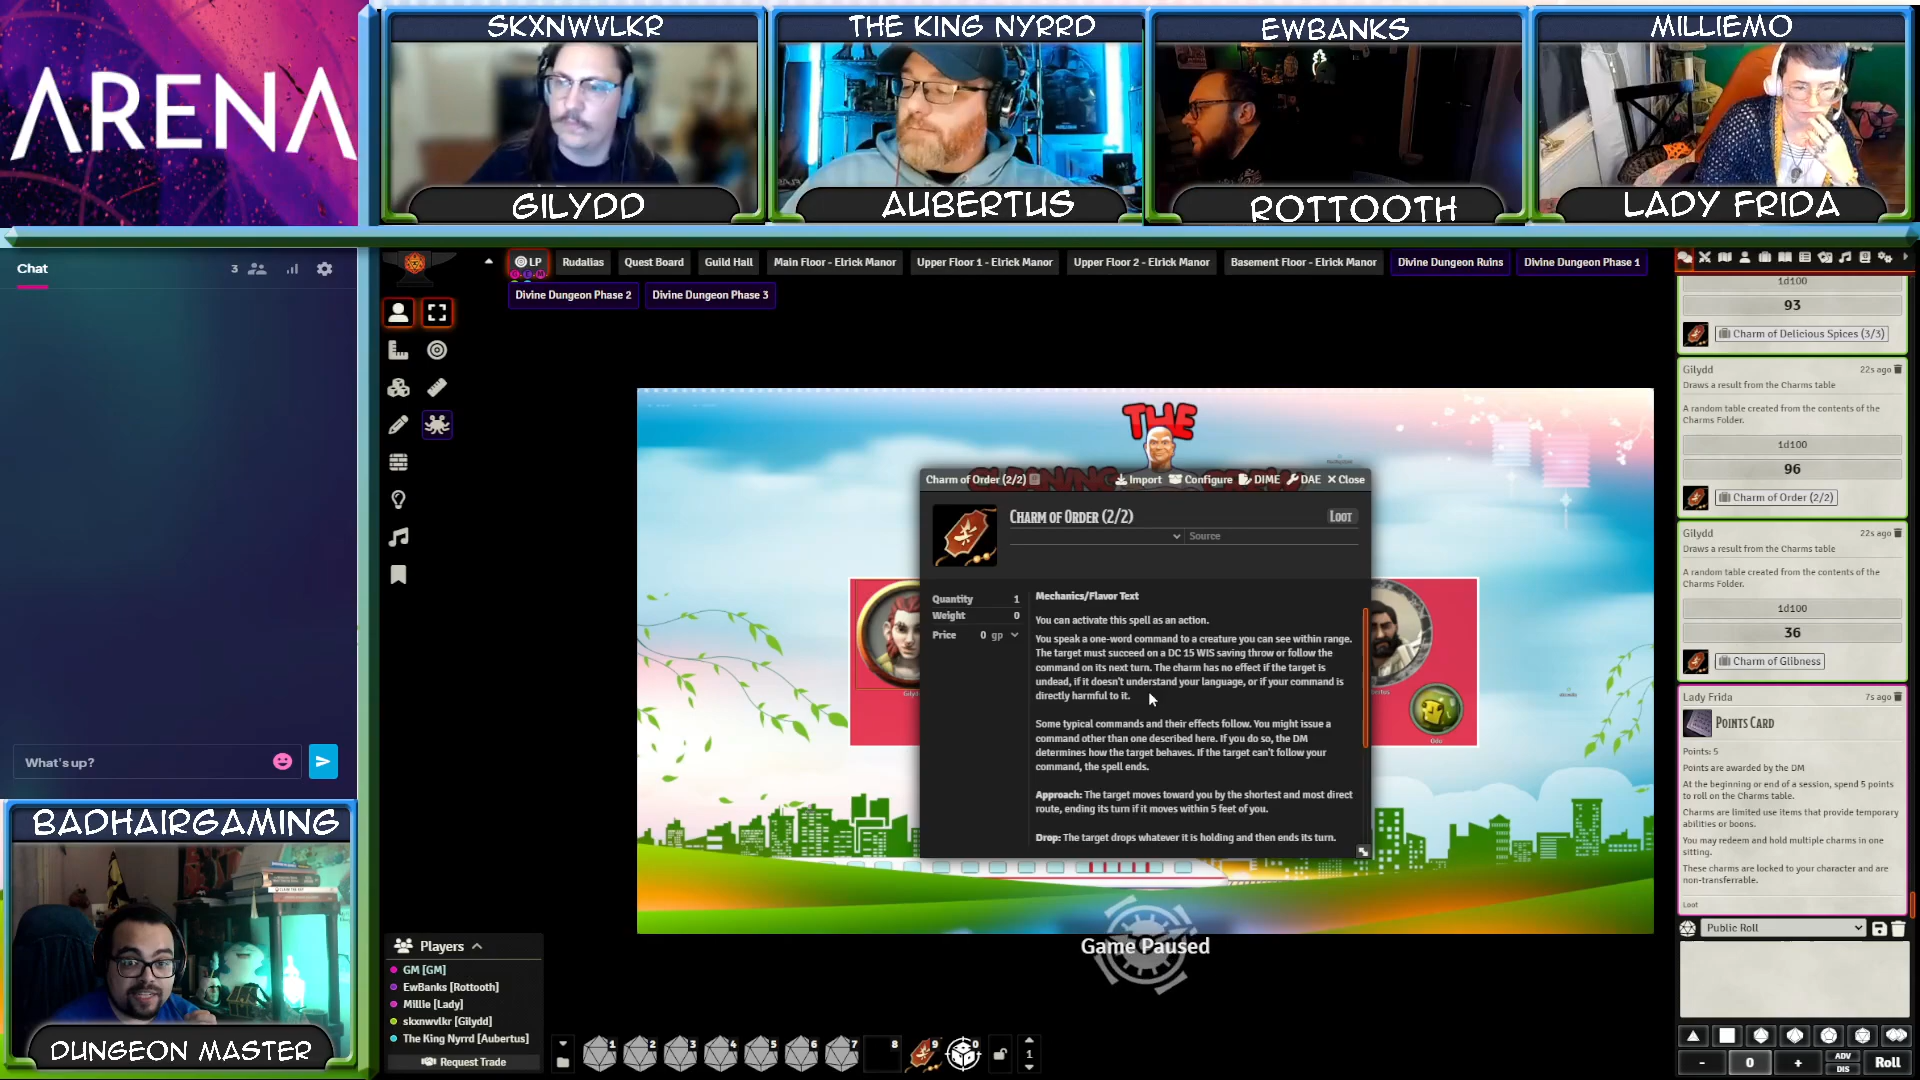 ARENA
SKXNWVLKR
THE KING NYRRD
EWBANKS
MILLIEMO
GILYDD
AUBERTUS
ROTTOOTH
LADY FRIDA
Chat
3
What's up?
BADHAIRGAMING
DUNGEON MASTER
LP
Rudalias
Quest Board
Guild Hall
Main Floor - Elrick Manor
Upper Floor 1 - Elrick Manor
Upper Floor 2 - Elrick Manor
Basement Floor - Elrick Manor
Divine Dungeon Ruins
Divine Dungeon Phase 1
Divine Dungeon Phase 2
Divine Dungeon Phase 3
THE
CLEANING CREW
Charm of Order (2/2)
Import
Configure
DIME
DAE
Close
CHARM OF ORDER (2/2)
LOOT
Source
Quantity 1
Weight 0
Price 0 gp
Mechanics/Flavor Text
You can activate this spell as an action.
You speak a one-word command to a creature you can see within range.
The target must succeed on a DC 15 WIS saving throw or follow the
command on its next turn. The charm has no effect if the target is
undead, if it doesn't understand your language, or if your command is
directly harmful to it.
Some typical commands and their effects follow. You might issue a
command other than one described here. If you do so, the DM
determines how the target behaves. If the target can't follow your
command, the spell ends.
Approach: The target moves toward you by the shortest and most direct
route, ending its turn if it moves within 5 feet of you.
Drop: The target drops whatever it is holding and then ends its turn.
Game Paused
Players
GM [GM]
EwBanks [Rottooth]
Millie [Lady]
skxnwvlkr [Gilydd]
The King Nyrrd [Aubertus]
Request Trade
1
2
3
4
5
6
7
8
9
0
1
1d100
93
Charm of Delicious Spices (3/3)
Gilydd
22s ago
Draws a result from the Charms table
A random table created from the contents of the
Charms Folder.
1d100
96
Charm of Order (2/2)
Gilydd
22s ago
Draws a result from the Charms table
A random table created from the contents of the
Charms Folder.
1d100
36
Charm of Glibness
Lady Frida
7s ago
POINTS CARD
Points: 5
Points are awarded by the DM
At the beginning or end of a session, spend 5 points
to roll on the Charms table.
Charms are limited use items that provide temporary
abilities or boons.
You may redeem and hold multiple charms in one
sitting.
These charms are locked to your character and are
non-transferrable.
Loot
Public Roll
-
0
+
ADV
DIS
Roll